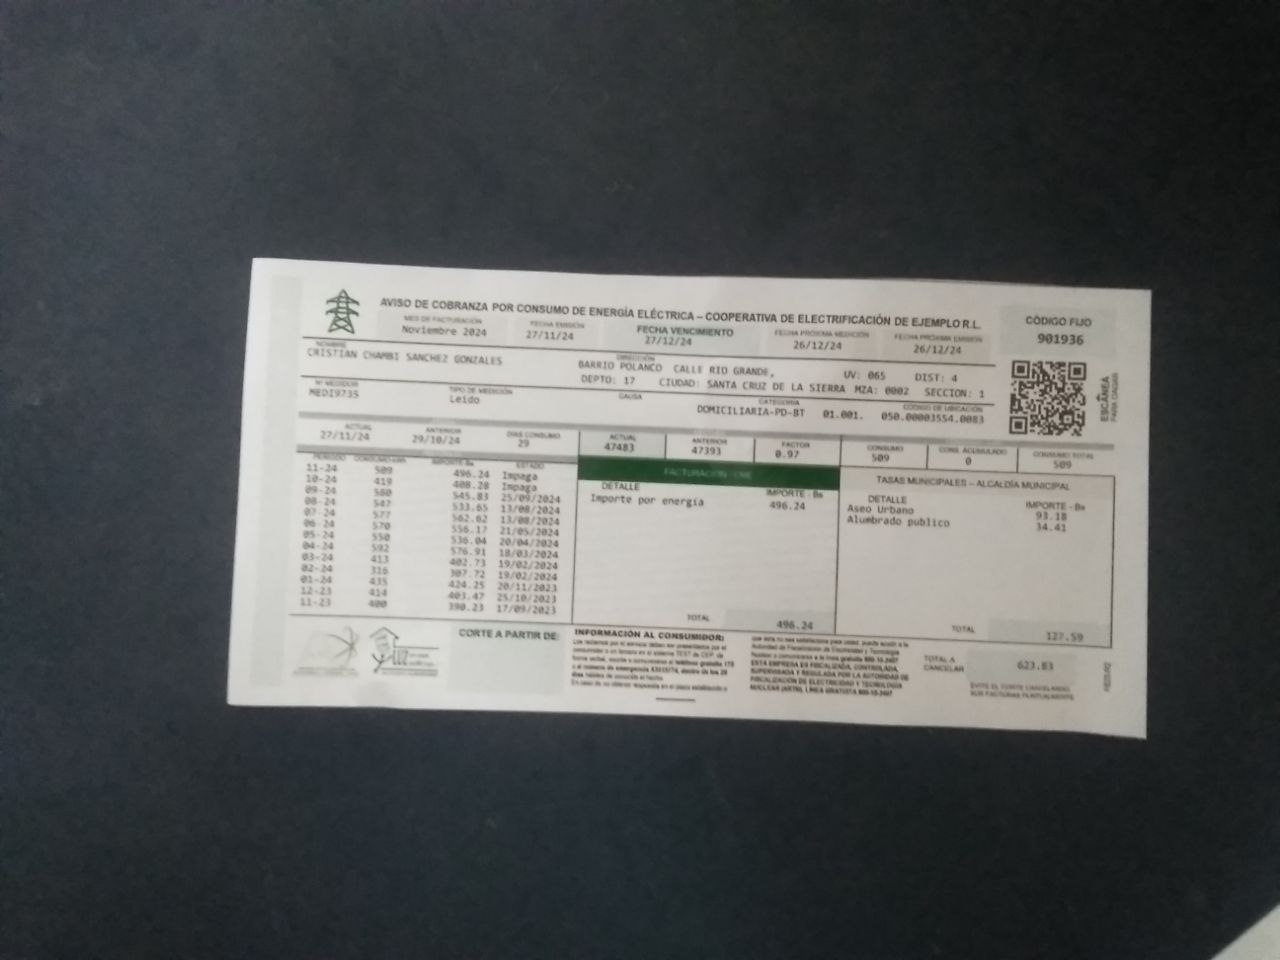 AVISO DE COBRANZA POR CONSUMO DE ENERGÍA ELÉCTRICA – COOPERATIVA DE ELECTRIFICACIÓN DE EJEMPLO R.L.
CÓDIGO FIJO
901936
MES DE FACTURACIÓN
Noviembre 2024
FECHA EMISIÓN
27/11/24
FECHA VENCIMIENTO
27/12/24
FECHA PRÓXIMA MEDICIÓN
26/12/24
FECHA PRÓXIMA EMISIÓN
26/12/24
NOMBRE
CRISTIAN CHAMBI SANCHEZ GONZALES
DIRECCIÓN
BARRIO POLANCO CALLE RIO GRANDE, UV: 065 DIST: 4
DEPTO: 17 CIUDAD: SANTA CRUZ DE LA SIERRA MZA: 0002 SECCION: 1
ESCANÉA
PARA PAGAR
Nº MEDIDOR
MEDI9735
TIPO DE MEDICIÓN
Leido
CAUSA
CATEGORIA
DOMICILIARIA-PD-BT 01.001.
CÓDIGO DE UBICACIÓN
050.00003554.0083
ACTUAL
27/11/24
ANTERIOR
29/10/24
DIAS CONSUMO
29
ACTUAL
47483
ANTERIOR
47393
FACTOR
0.97
CONSUMO
509
CONS. ACUMULADO
0
CONSUMO TOTAL
509
PERIODO CONSUMO-kWh IMPORTE-Bs ESTADO
11-24 509 496.24 Impaga
10-24 419 408.28 Impaga
09-24 560 545.83 25/09/2024
08-24 547 533.65 13/08/2024
07-24 577 562.62 13/08/2024
06-24 570 556.17 21/05/2024
05-24 550 536.04 20/04/2024
04-24 592 576.91 18/03/2024
03-24 413 402.73 19/02/2024
02-24 316 307.72 19/02/2024
01-24 435 424.25 20/11/2023
12-23 414 403.47 25/10/2023
11-23 400 390.23 17/09/2023
FACTURACIÓN - CRE
DETALLE IMPORTE - Bs
Importe por energía 496.24
TOTAL 496.24
TASAS MUNICIPALES – ALCALDÍA MUNICIPAL
DETALLE IMPORTE - Bs
Aseo Urbano 93.18
Alumbrado publico 34.41
TOTAL 127.59
CORTE A PARTIR DE:
INFORMACIÓN AL CONSUMIDOR:
ESTA EMPRESA ES FISCALIZADA, CONTROLADA,
SUPERVISADA Y REGULADA POR LA AUTORIDAD DE
FISCALIZACIÓN DE ELECTRICIDAD Y TECNOLOGÍA
NUCLEAR (AETN), LINEA GRATUITA 800-10-2407
TOTAL A
CANCELAR
623.83
EVITE EL CORTE CANCELANDO
SUS FACTURAS PUNTUALMENTE